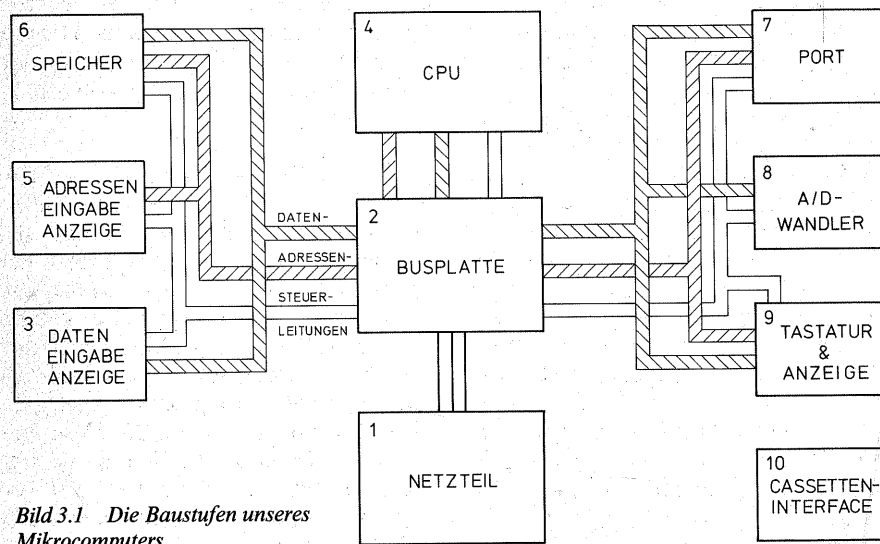 6
SPEICHER
4
CPU
7
PORT
5
ADRESSEN
EINGABE
ANZEIGE
DATEN-
ADRESSEN-
STEUER-
LEITUNGEN
2
BUSPLATTE
8
A/D-
WANDLER
3
DATEN
EINGABE
ANZEIGE
9
TASTATUR
&
ANZEIGE
1
NETZTEIL
10
CASSETTEN-
INTERFACE
Bild 3.1 Die Baustufen unseres
Mikrocomputers